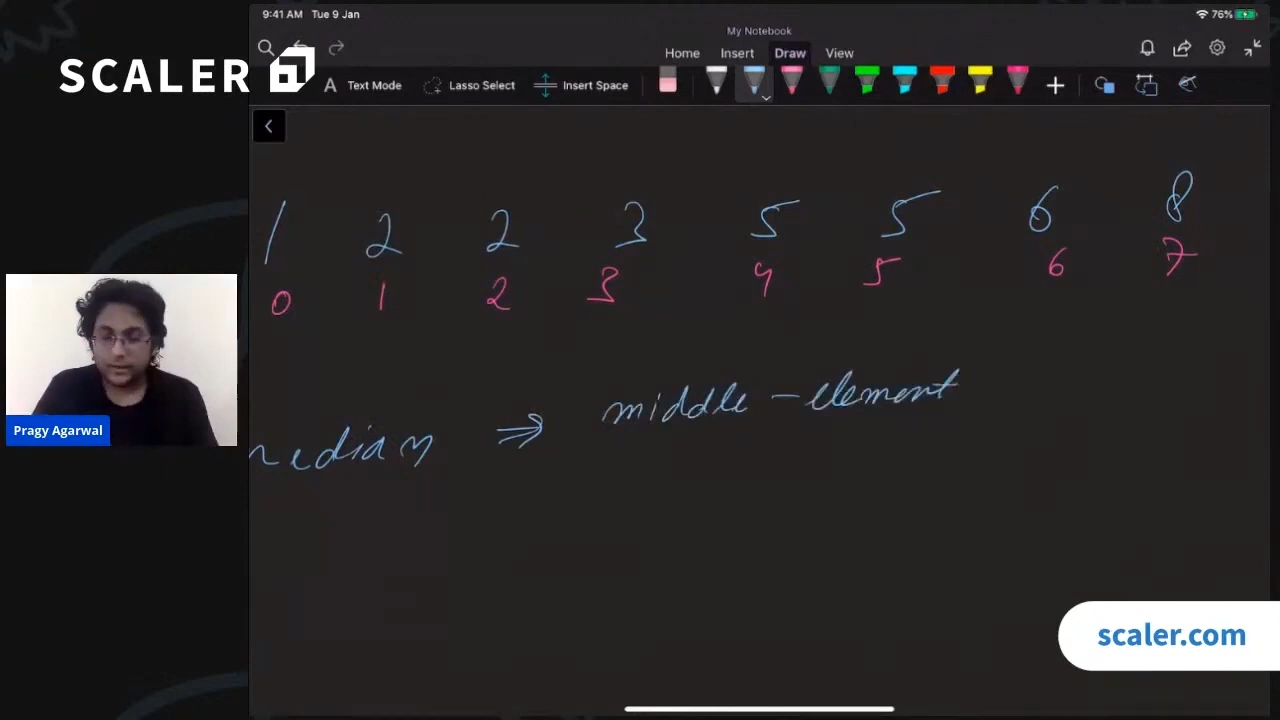 9:41 AM Tue 9 Jan
76%
My Notebook
SCALER
Home Insert Draw View
Text Mode Lasso Select Insert Space
1 2 2 3 5 5 6 8
0 1 2 3 4 5 6 7
median ⇒ middle - element
Pragy Agarwal
scaler.com